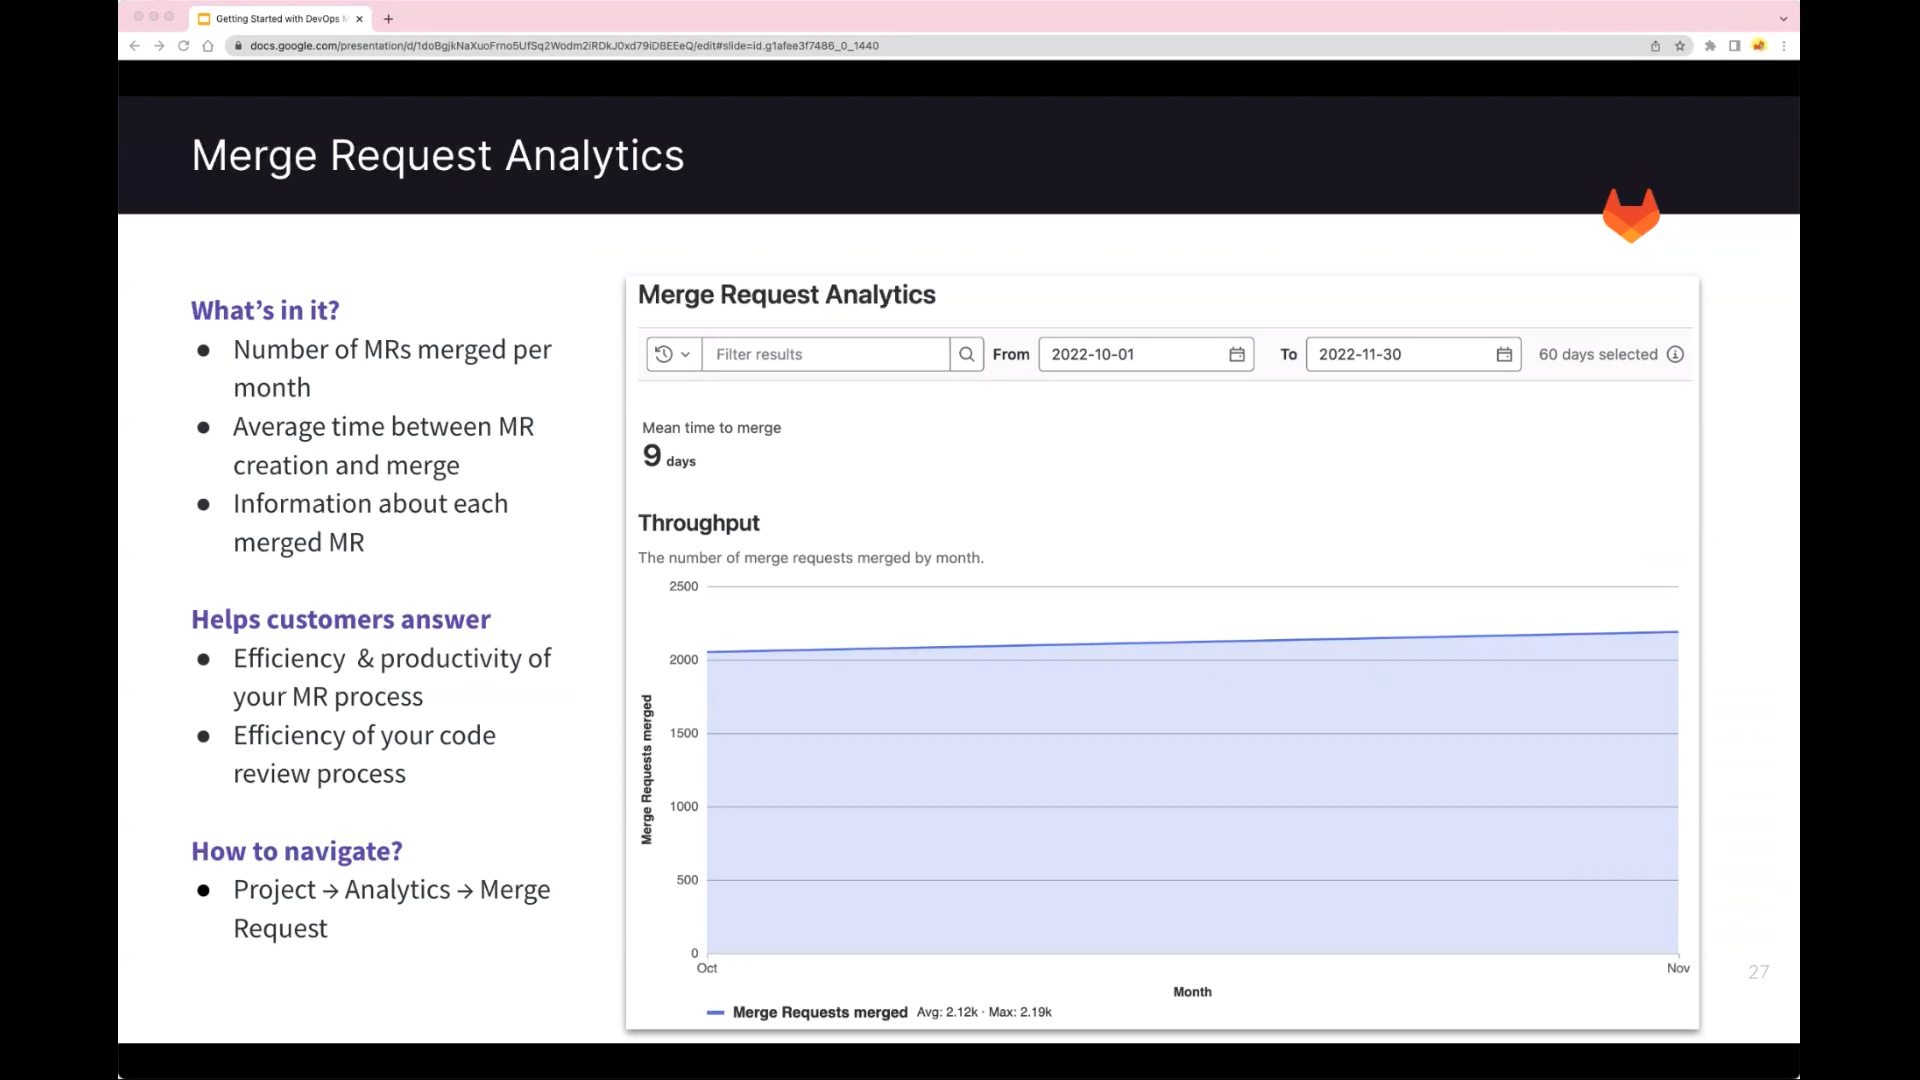 Getting Started with DevOps M
docs.google.com/presentation/d/1doBgjkNaXuoFrno5UfSq2Wodm2iRDkJ0xd79iDBEEeQ/edit#slide=id.g1afee3f7486_0_1440
Merge Request Analytics
What's in it?
● Number of MRs merged per
month
● Average time between MR
creation and merge
● Information about each
merged MR
Helps customers answer
● Efficiency & productivity of
your MR process
● Efficiency of your code
review process
How to navigate?
● Project → Analytics → Merge
Request
Merge Request Analytics
Filter results From 2022-10-01 To 2022-11-30 60 days selected
Mean time to merge
9 days
Throughput
The number of merge requests merged by month.
2500
2000
1500
1000
500
0
Merge Requests merged
Oct Nov
Month
Merge Requests merged Avg: 2.12k · Max: 2.19k
27